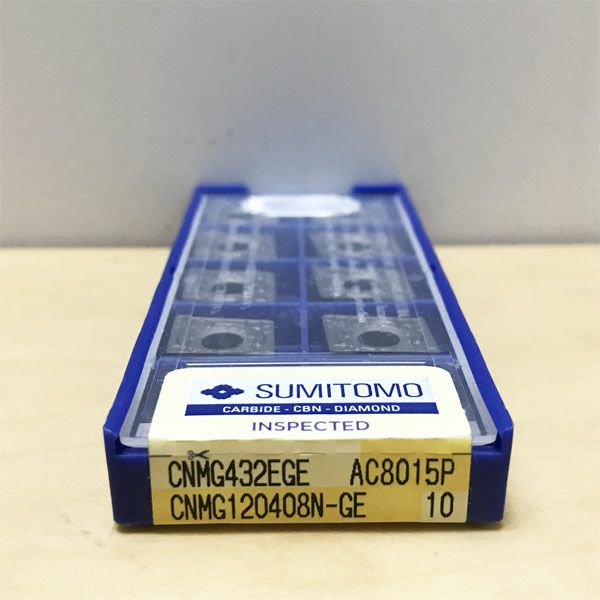 SUMITOMO
CARBIDE - CBN - DIAMOND
INSPECTED
CNMG432EGE AC8015P
CNMG120408N-GE 10